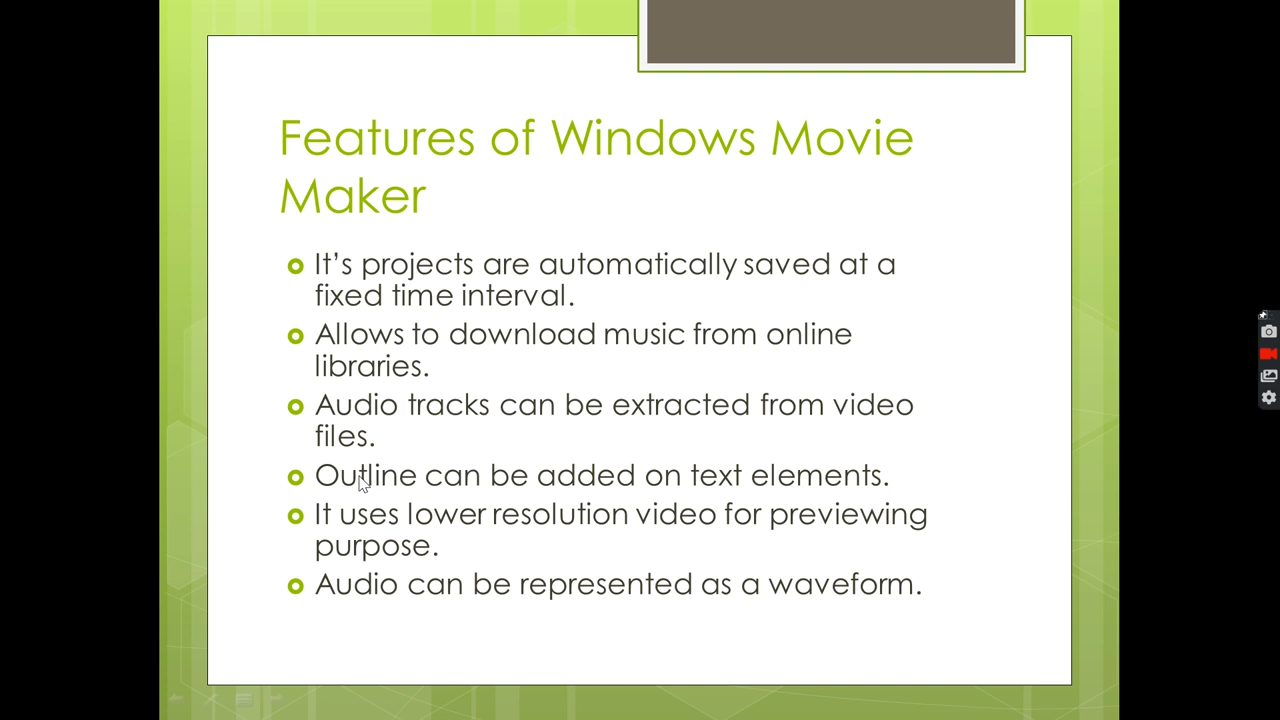 Features of Windows Movie
Maker
It’s projects are automatically saved at a
fixed time interval.
Allows to download music from online
libraries.
Audio tracks can be extracted from video
files.
Outline can be added on text elements.
It uses lower resolution video for previewing
purpose.
Audio can be represented as a waveform.